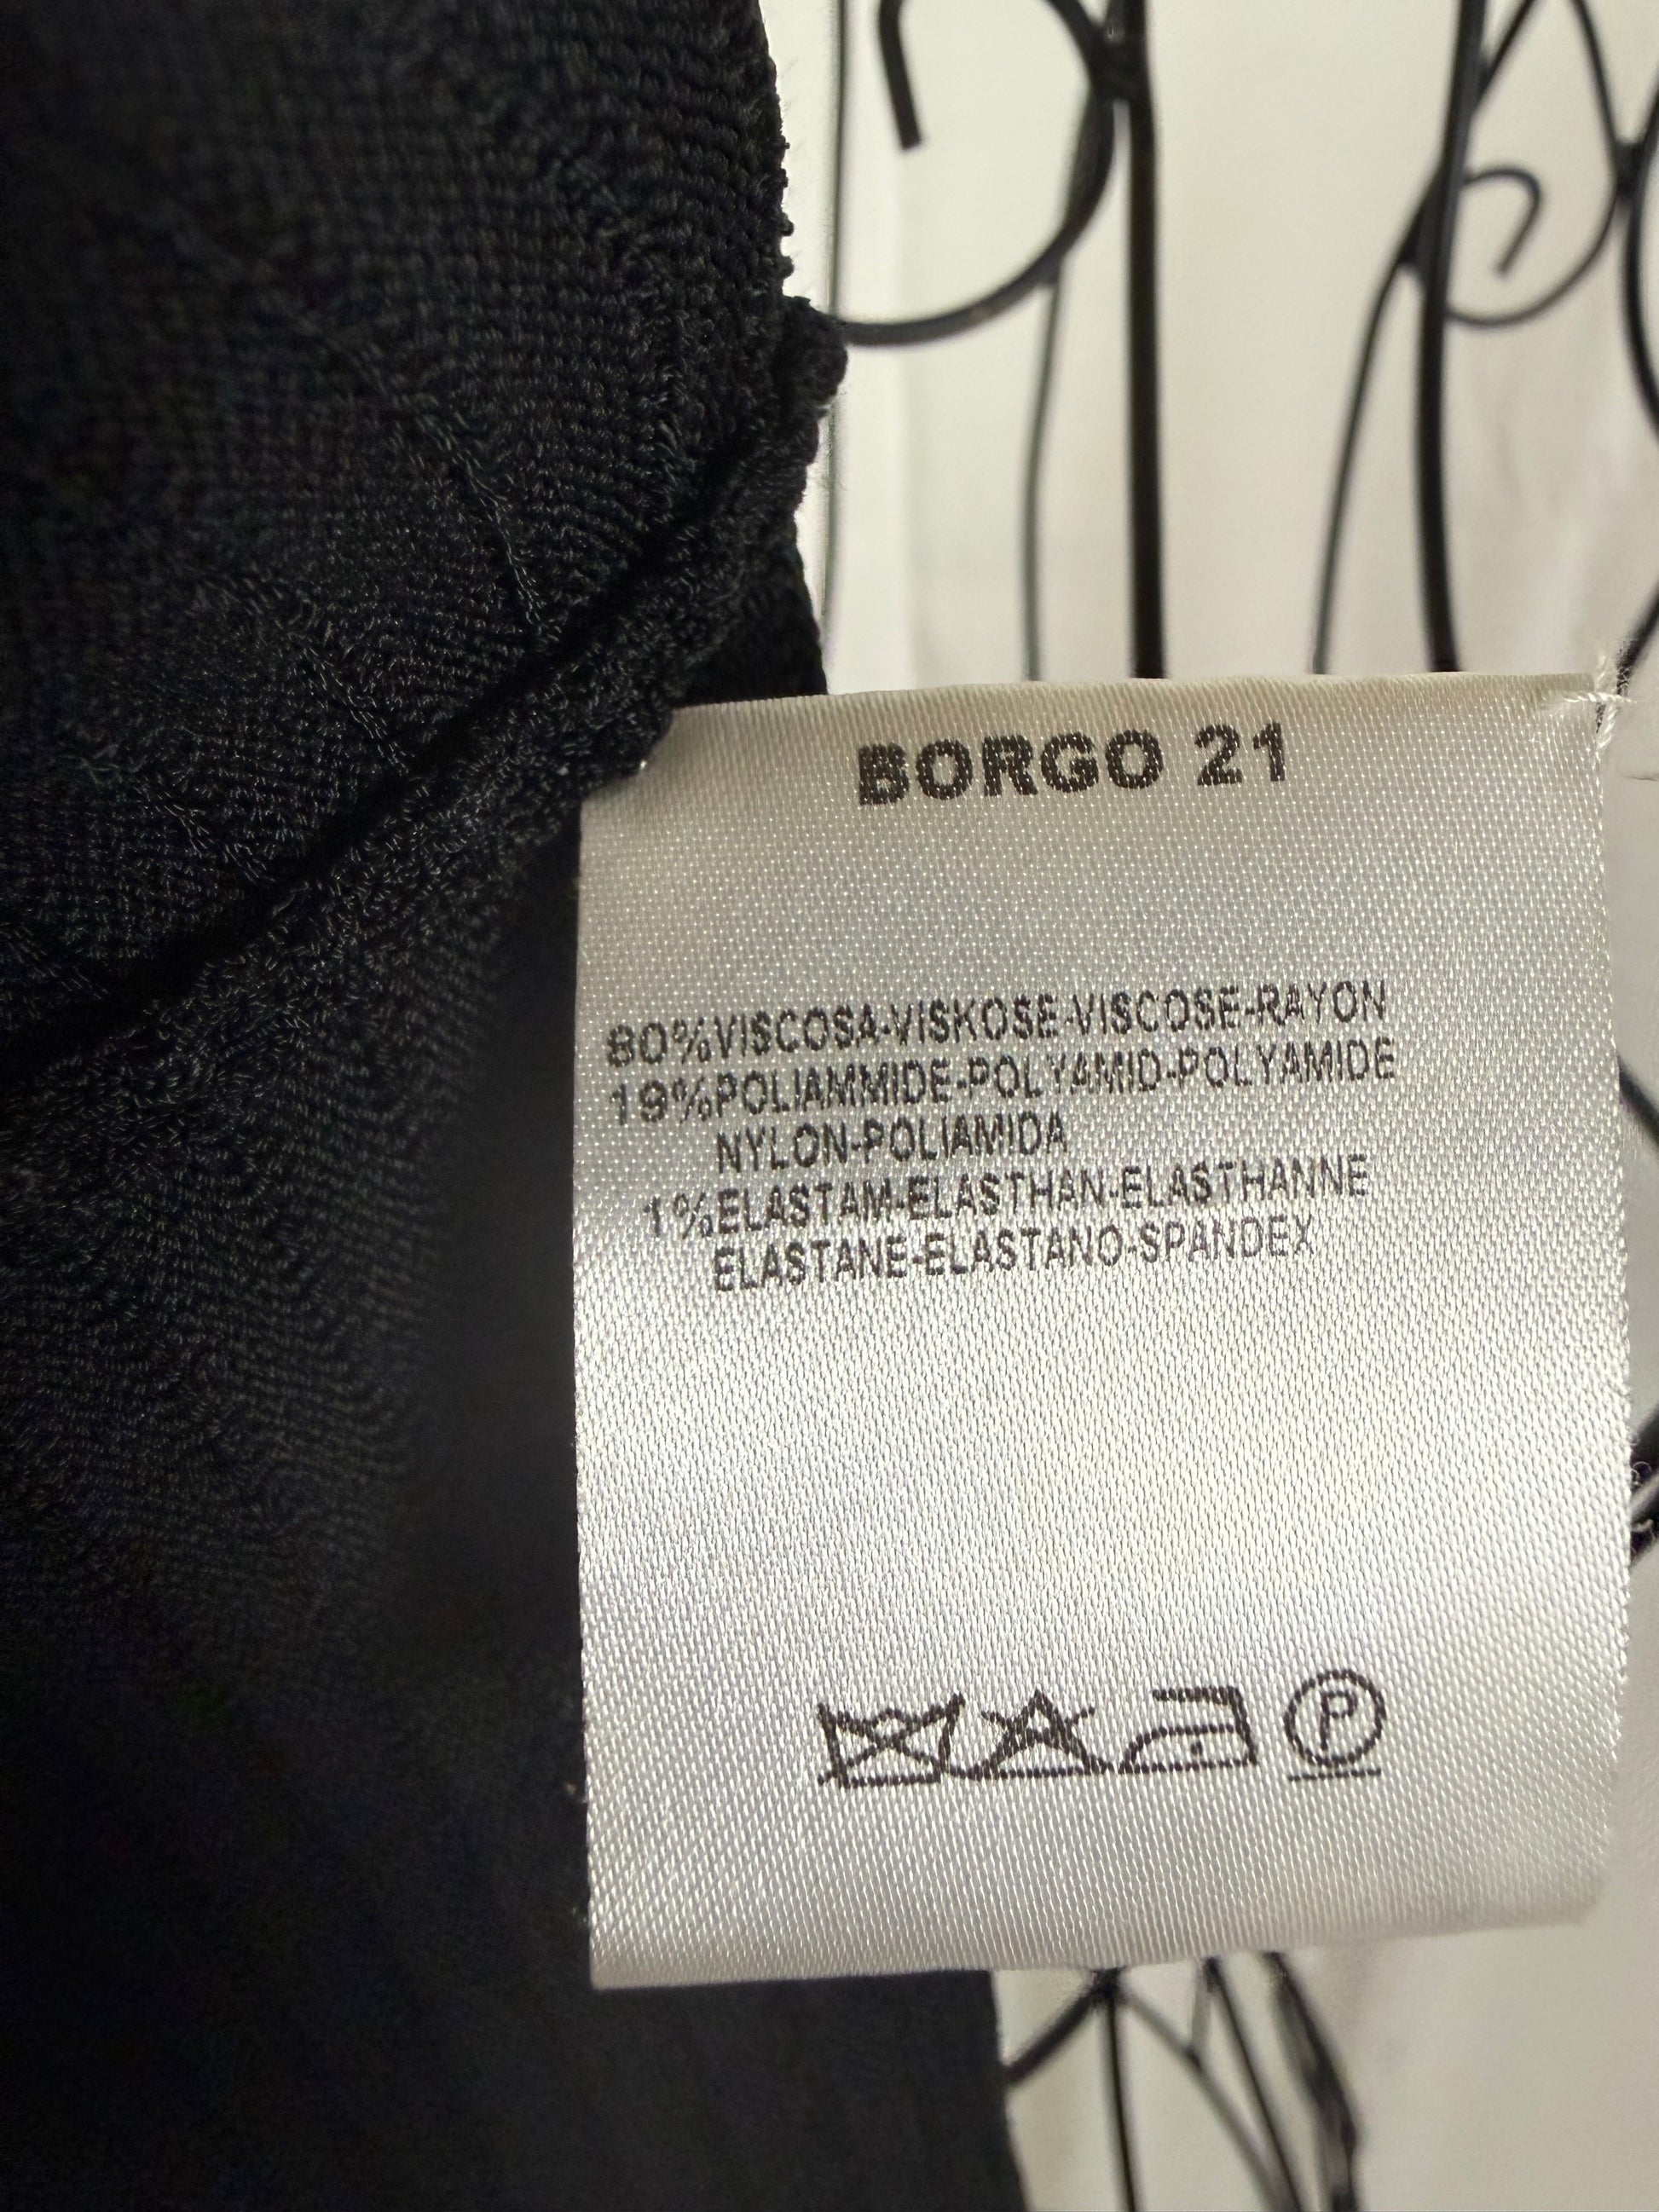 BORGO 21
80%VISCOSA-VISKOSE-VISCOSE-RAYON
19%POLIAMMIDE-POLYAMID-POLYAMIDE
NYLON-POLIAMIDA
1%ELASTAM-ELASTHAN-ELASTHANNE
ELASTANE-ELASTANO-SPANDEX
P